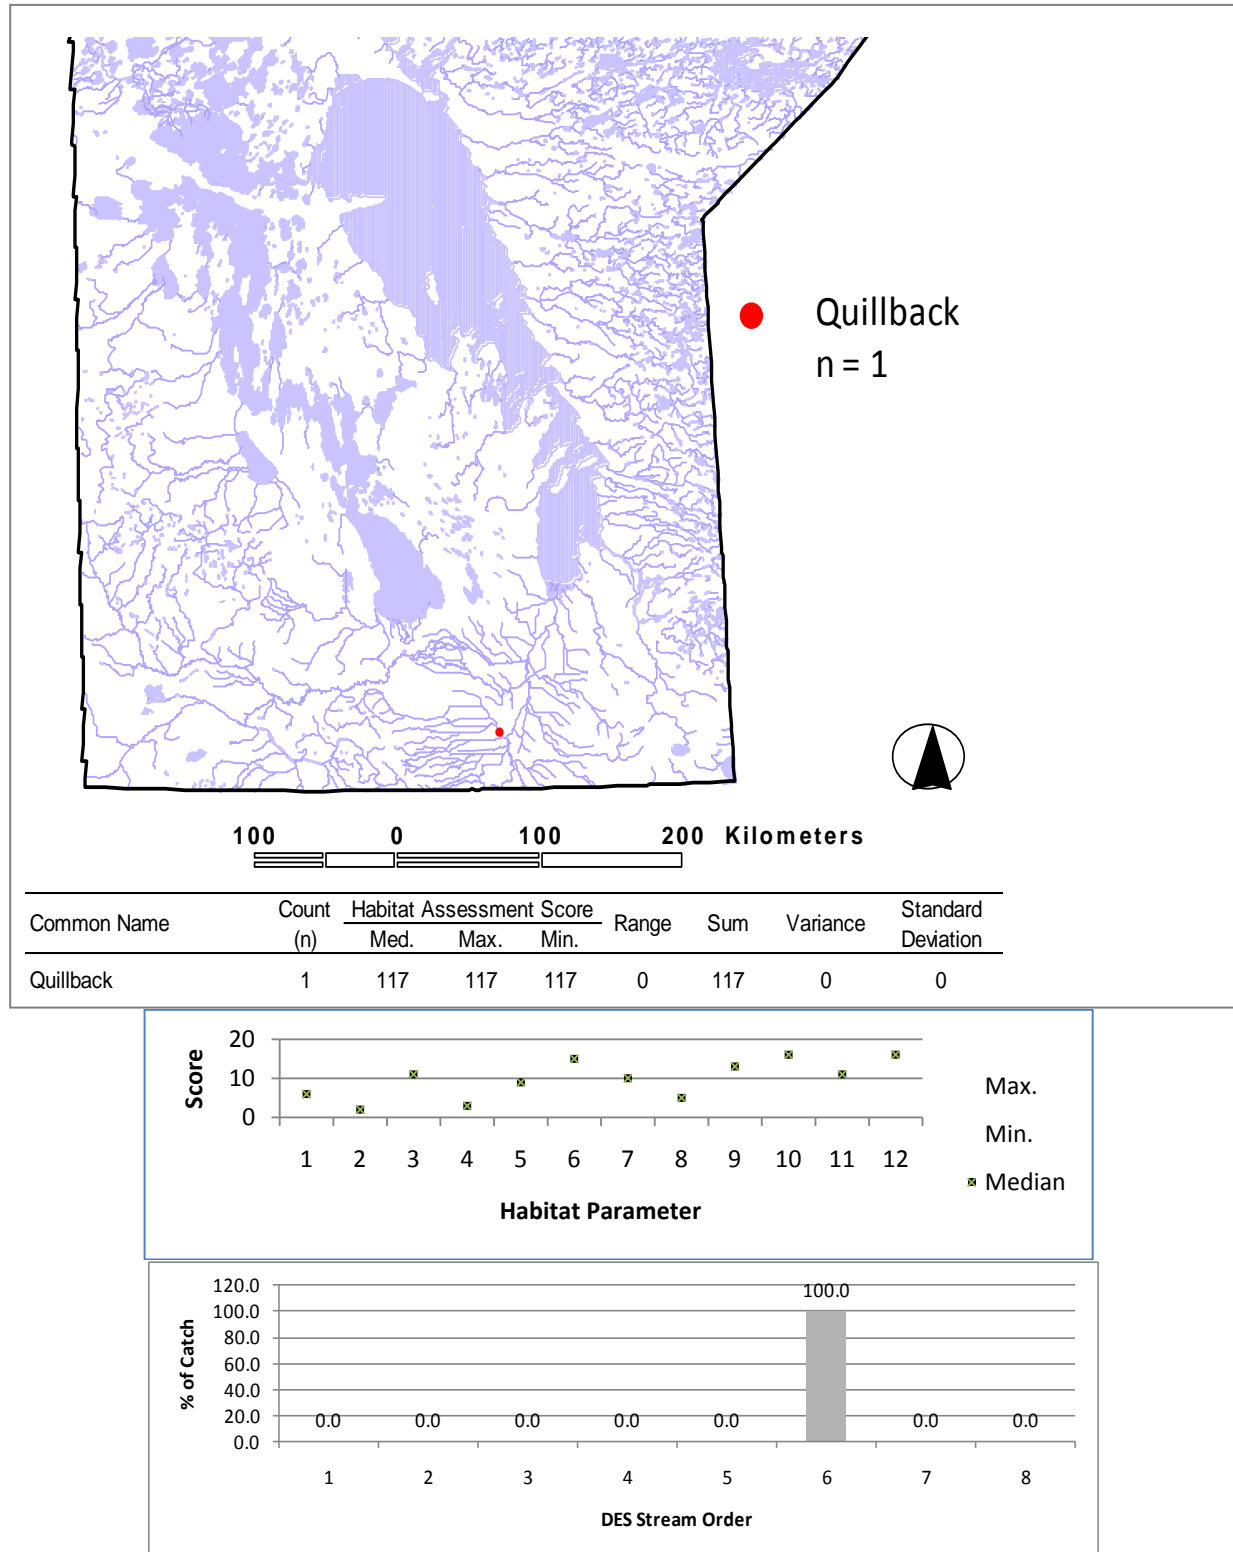 Quillback
n = 1
100 0 100 200 Kilometers
Common Name Count (n) Habitat Assessment Score Med. Max. Min. Range Sum Variance Standard Deviation
Quillback 1 117 117 117 0 117 0 0
Score
20
10
0
1 2 3 4 5 6 7 8 9 10 11 12
Habitat Parameter
Max.
Min.
Median
% of Catch
120.0
100.0
80.0
60.0
40.0
20.0
0.0
0.0 0.0 0.0 0.0 0.0 100.0 0.0 0.0
1 2 3 4 5 6 7 8
DES Stream Order